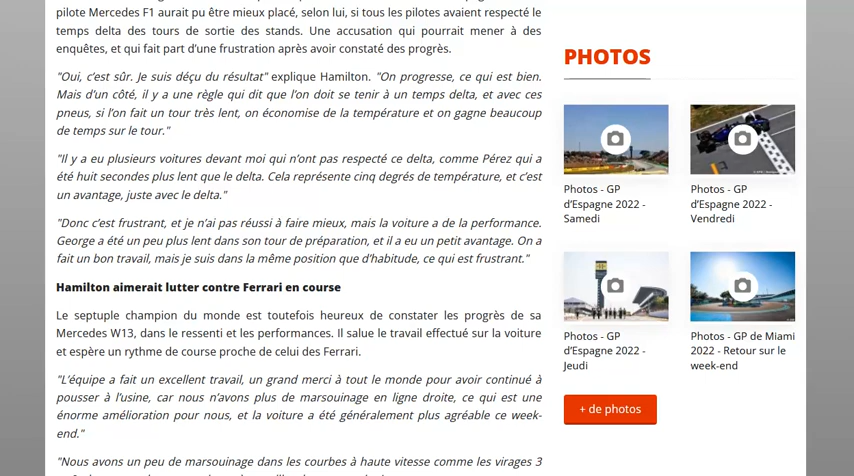 pilote Mercedes F1 aurait pu être mieux placé, selon lui, si tous les pilotes avaient respecté le
temps delta des tours de sortie des stands. Une accusation qui pourrait mener à des
enquêtes, et qui fait part d'une frustration après avoir constaté des progrès.
"Oui, c'est sûr. Je suis déçu du résultat" explique Hamilton. "On progresse, ce qui est bien.
Mais d'un côté, il y a une règle qui dit que l'on doit se tenir à un temps delta, et avec ces
pneus, si l'on fait un tour très lent, on économise de la température et on gagne beaucoup
de temps sur le tour."
"Il y a eu plusieurs voitures devant moi qui n'ont pas respecté ce delta, comme Pérez qui a
été huit secondes plus lent que le delta. Cela représente cinq degrés de température, et c'est
un avantage, juste avec le delta."
"Donc c'est frustrant, et je n'ai pas réussi à faire mieux, mais la voiture a de la performance.
George a été un peu plus lent dans son tour de préparation, et il a eu un petit avantage. On a
fait un bon travail, mais je suis dans la même position que d'habitude, ce qui est frustrant."
Hamilton aimerait lutter contre Ferrari en course
Le septuple champion du monde est toutefois heureux de constater les progrès de sa
Mercedes W13, dans le ressenti et les performances. Il salue le travail effectué sur la voiture
et espère un rythme de course proche de celui des Ferrari.
"L'équipe a fait un excellent travail, un grand merci à tout le monde pour avoir continué à
pousser à l'usine, car nous n'avons plus de marsouinage en ligne droite, ce qui est une
énorme amélioration pour nous, et la voiture a été généralement plus agréable ce week-
end."
"Nous avons un peu de marsouinage dans les courbes à haute vitesse comme les virages 3
PHOTOS
Photos - GP
d'Espagne 2022 -
Samedi
Photos - GP
d'Espagne 2022 -
Vendredi
Photos - GP
d'Espagne 2022 -
Jeudi
Photos - GP de Miami
2022 - Retour sur le
week-end
+ de photos